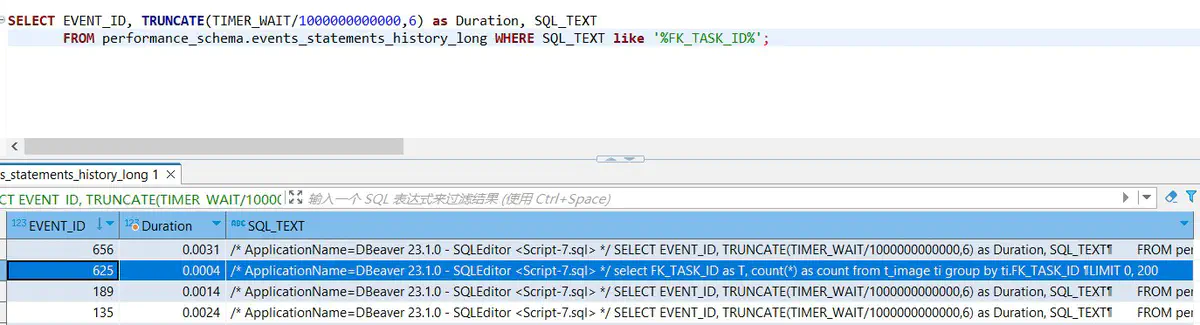 SELECT EVENT_ID, TRUNCATE(TIMER_WAIT/1000000000000,6) as Duration, SQL_TEXT
FROM performance_schema.events_statements_history_long WHERE SQL_TEXT like '%FK_TASK_ID%';
s_statements_history_long 1
CT EVENT_ID, TRUNCATE(TIMER_WAIT/1000( 输入一个 SQL 表达式来过滤结果 (使用 Ctrl+Space)
123 EVENT_ID 123 Duration ABC SQL_TEXT
656 0.0031 /* ApplicationName=DBeaver 23.1.0 - SQLEditor <Script-7.sql> */ SELECT EVENT_ID, TRUNCATE(TIMER_WAIT/1000000000000,6) as Duration, SQL_TEXT¶ FROM per
625 0.0004 /* ApplicationName=DBeaver 23.1.0 - SQLEditor <Script-7.sql> */ select FK_TASK_ID as T, count(*) as count from t_image ti group by ti.FK_TASK_ID ¶LIMIT 0, 200
189 0.0014 /* ApplicationName=DBeaver 23.1.0 - SQLEditor <Script-7.sql> */ SELECT EVENT_ID, TRUNCATE(TIMER_WAIT/1000000000000,6) as Duration, SQL_TEXT¶ FROM per
135 0.0024 /* ApplicationName=DBeaver 23.1.0 - SQLEditor <Script-7.sql> */ SELECT EVENT_ID, TRUNCATE(TIMER_WAIT/1000000000000,6) as Duration, SQL_TEXT¶ FROM per